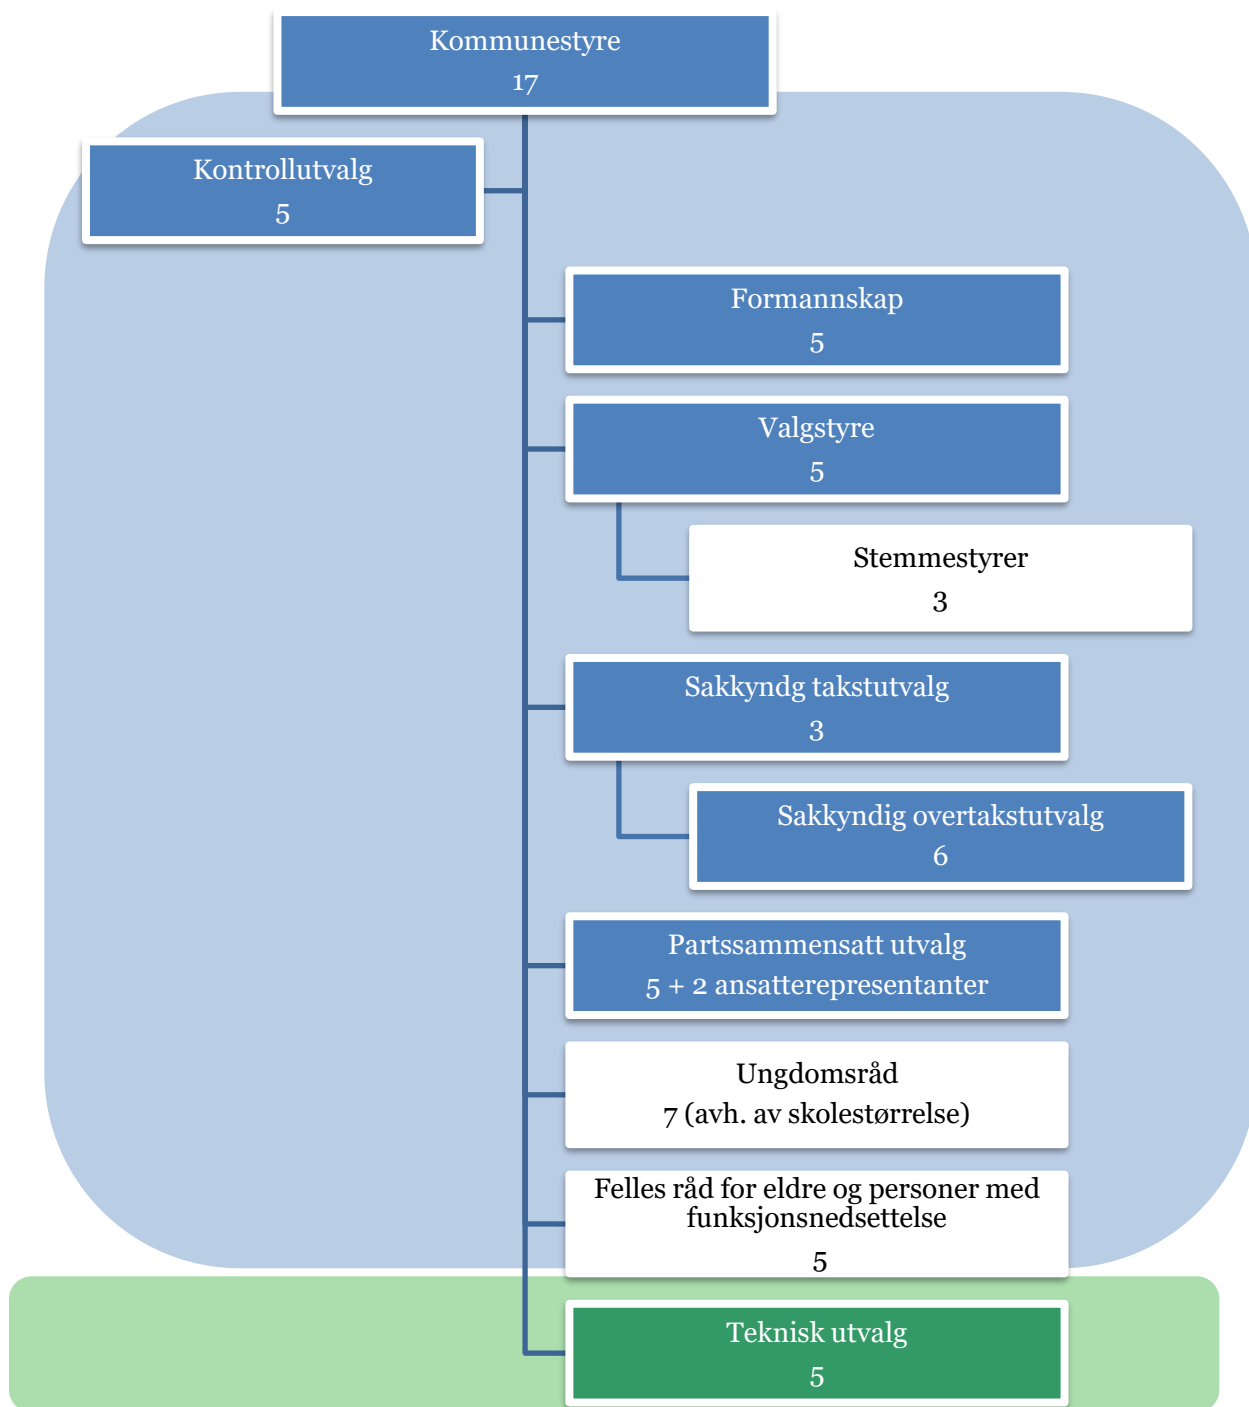 Kommunestyre
17
Kontrollutvalg
5
Formannskap
5
Valgstyre
5
Stemmestyrer
3
Sakkyndg takstutvalg
3
Sakkyndig overtakstutvalg
6
Partssammensatt utvalg
5 + 2 ansatterepresentanter
Ungdomsråd
7 (avh. av skolestørrelse)
Felles råd for eldre og personer med
funksjonsnedsettelse
5
Teknisk utvalg
5